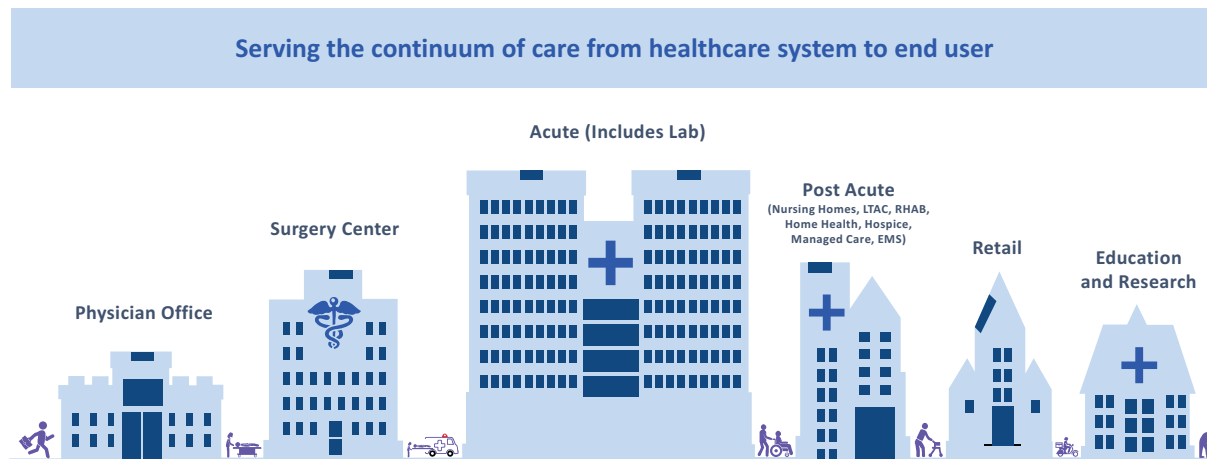 Serving the continuum of care from healthcare system to end user
Acute (Includes Lab)
Post Acute
(Nursing Homes, LTAC, RHAB,
Home Health, Hospice,
Managed Care, EMS)
Surgery Center
Retail
Education
and Research
Physician Office